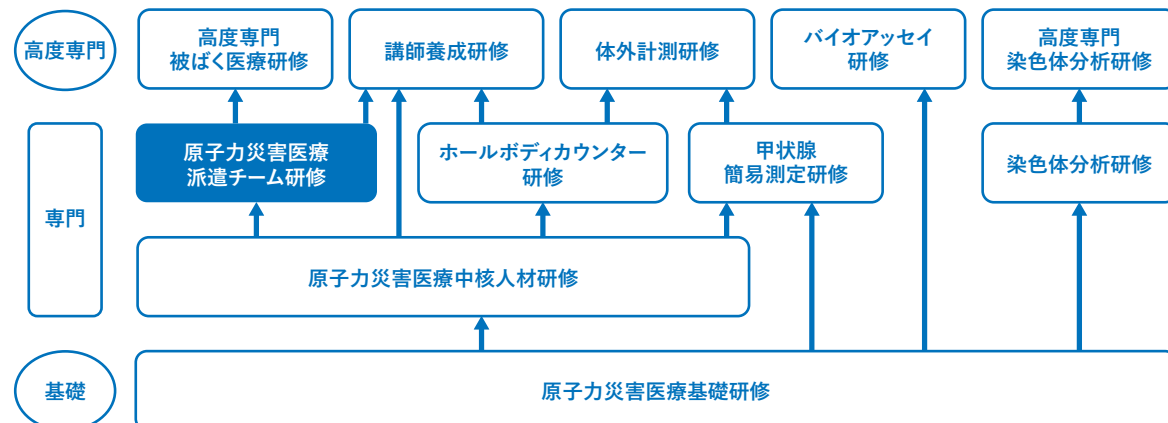 高度専門
高度専門
被ばく医療研修
講師養成研修
体外計測研修
バイオアッセイ
研修
高度専門
染色体分析研修
専門
原子力災害医療
派遣チーム研修
ホールボディカウンター
研修
甲状腺
簡易測定研修
染色体分析研修
原子力災害医療中核人材研修
基礎
原子力災害医療基礎研修